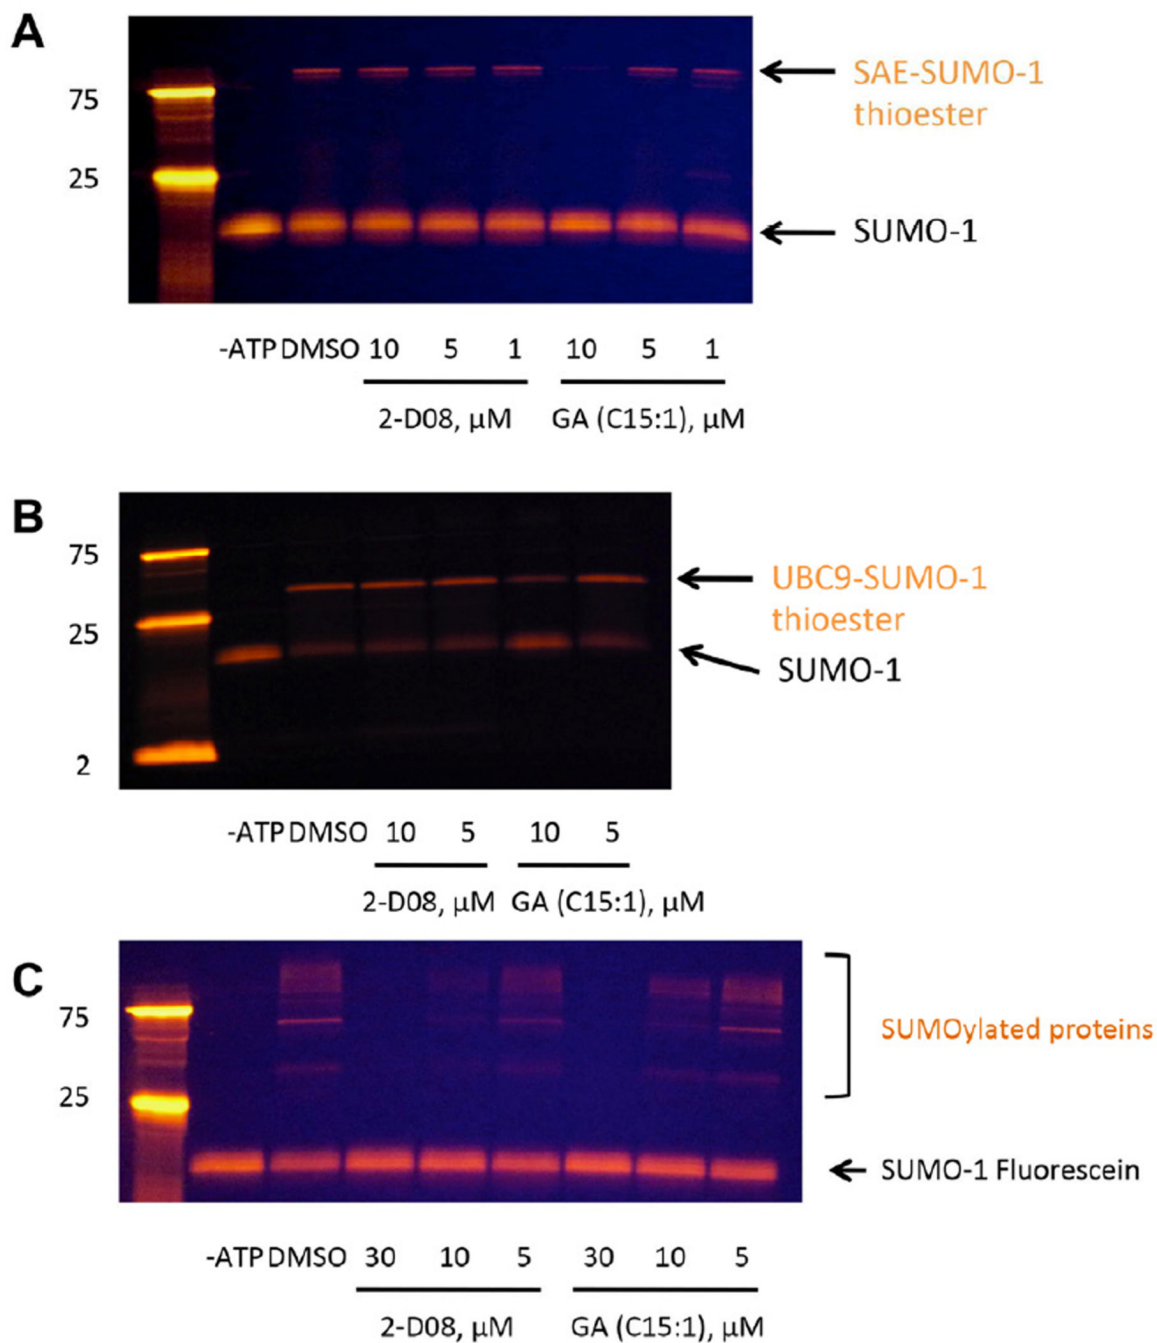 A
SAE-SUMO-1
thioester
75
25
SUMO-1
-ATP DMSO 10 5 1 10 5 1
2-D08, µM GA (C15:1), µM
B
75
UBC9-SUMO-1
thioester
25
SUMO-1
2
-ATP DMSO 10 5 10 5
2-D08, µM GA (C15:1), µM
C
75
SUMOylated proteins
25
SUMO-1 Fluorescein
-ATP DMSO 30 10 5 30 10 5
2-D08, µM GA (C15:1), µM